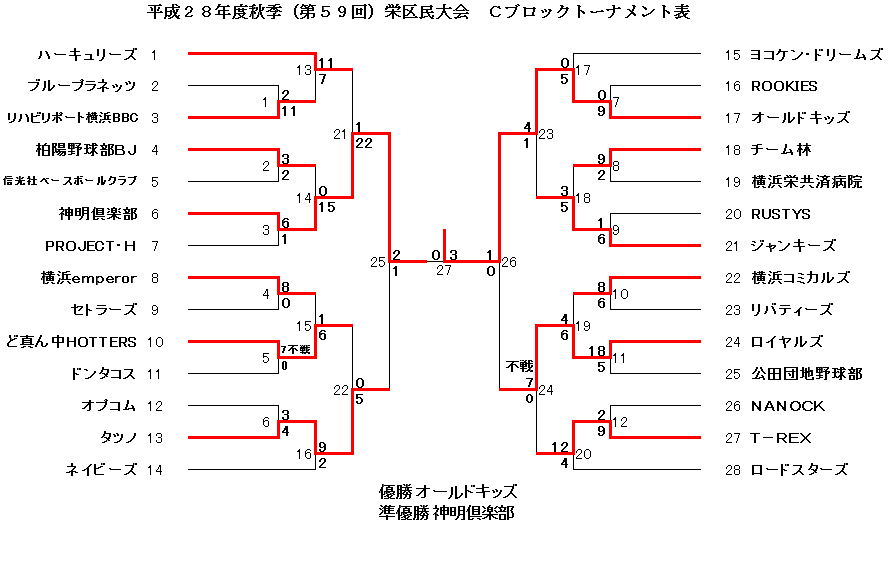 平成２８年度秋季（第５９回）栄区民大会　Ｃブロックトーナメント表
ハーキュリーズ 1
ブループラネッツ 2
リハビリポート横浜BBC 3
柏陽野球部ＢＪ 4
信光社ベースボールクラブ 5
神明倶楽部 6
PROJECT・H 7
横浜emperor 8
セトラーズ 9
ど真ん中HOTTERS 10
ドンタコス 11
オプコム 12
タツノ 13
ネイビーズ 14
13 11 7
1 2 11
2 3 2
14 0 15
3 6 1
21 1 22
4 8 0
15 1 6
5 7不戦 0
22 0 5
6 3 4
16 9 2
25 2 1
0 3
27
1 26 0
0 17 5
0 7 9
4 23 1
9 8 2
3 18 5
1 9 6
8 10 6
4 19 6
18 11 5
不戦
7 24 0
2 12 9
12 20 4
15 ヨコケン・ドリームズ
16 ROOKIES
17 オールドキッズ
18 チーム林
19 横浜栄共済病院
20 RUSTYS
21 ジャンキーズ
22 横浜コミカルズ
23 リバティーズ
24 ロイヤルズ
25 公田団地野球部
26 ＮＡＮＯＣＫ
27 Ｔ－ＲＥＸ
28 ロードスターズ
優勝 オールドキッズ
準優勝 神明倶楽部